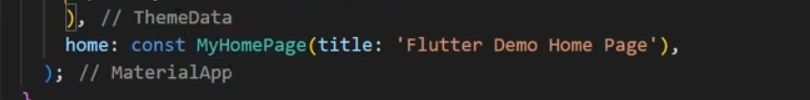 ), // ThemeData
home: const MyHomePage(title: 'Flutter Demo Home Page'),
); // MaterialApp
}